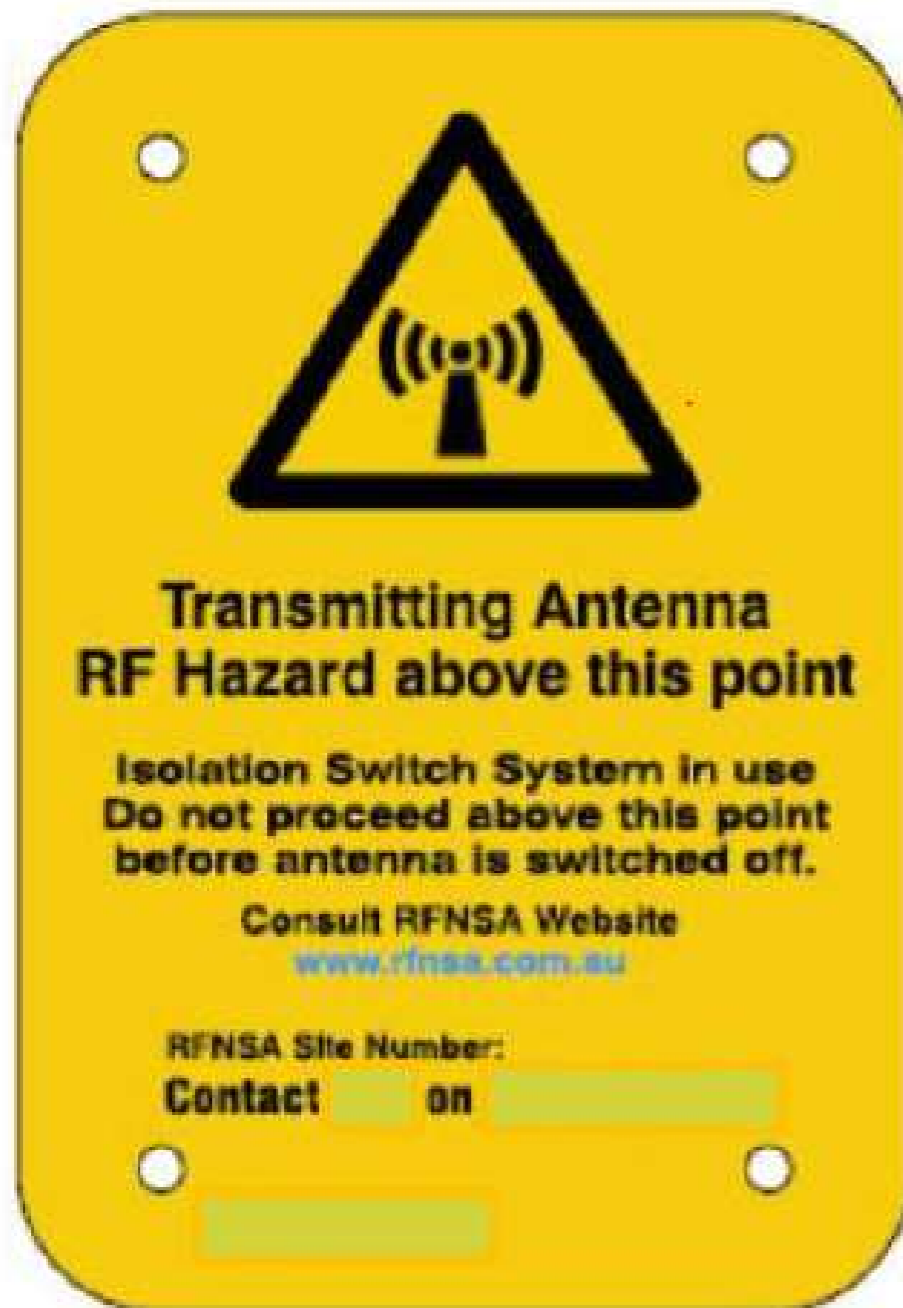 Transmitting Antenna
RF Hazard above this point
Isolation Switch System in use
Do not proceed above this point
before antenna is switched off.
Consult RFNSA Website
www.rfnsa.com.au
RFNSA Site Number:
Contact on